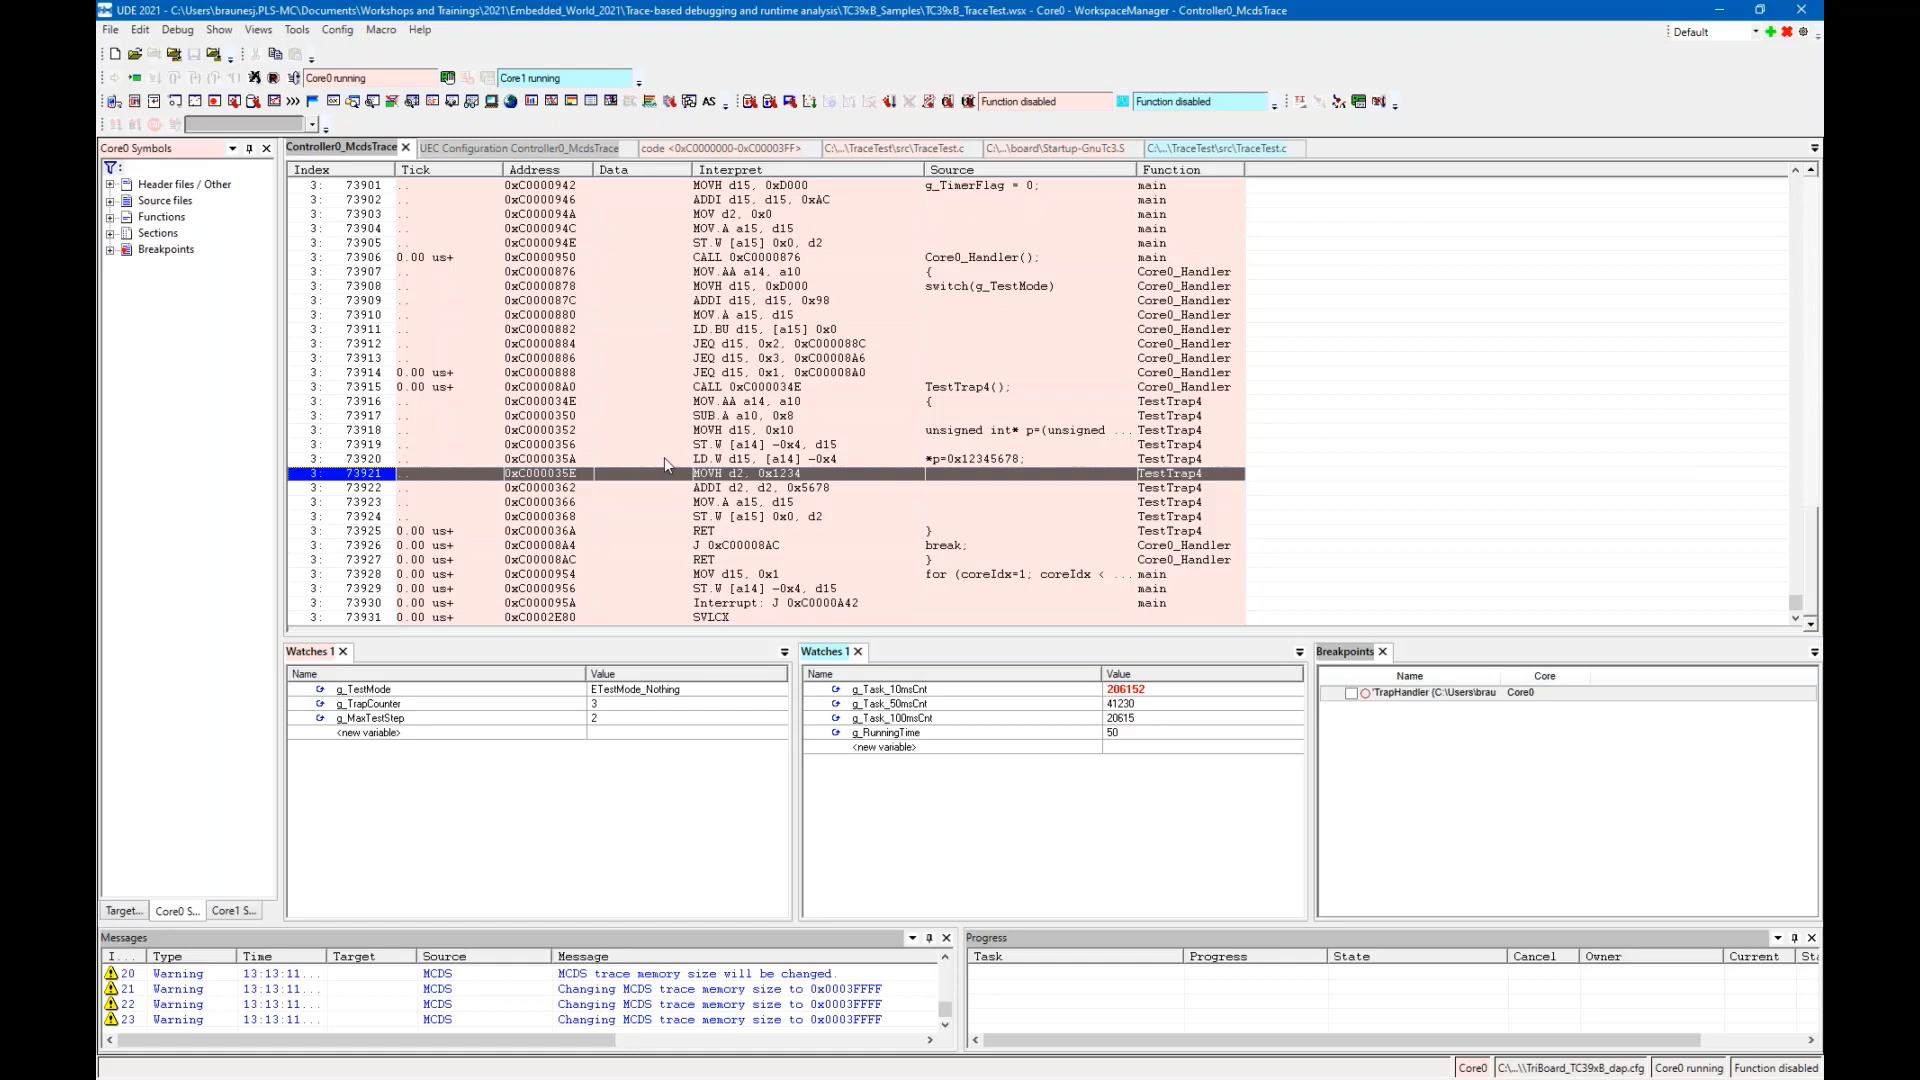 UDE 2021 - C:\Users\braunesj.PLS-MC\Documents\Workshops and Trainings\2021\Embedded_World_2021\Trace-based debugging and runtime analysis\TC39xB_Samples\TC39xB_TraceTest.wsx - Core0 - WorkspaceManager - Controller0_McdsTrace
File Edit Debug Show Views Tools Config Macro Help
Default
Core0 running Core1 running
AS Function disabled Function disabled
Core0 Symbols
Header files / Other
Source files
Functions
Sections
Breakpoints
Target... Core0 S... Core1 S...
Controller0_McdsTrace UEC Configuration Controller0_McdsTrace code <0xC0000000-0xC00003FF> C:\...\TraceTest\src\TraceTest.c C:\...\board\Startup-GnuTc3.S C:\...\TraceTest\src\TraceTest.c
Index Tick Address Data Interpret Source Function
3: 73901 .. 0xC0000942 MOVH d15, 0xD000 g_TimerFlag = 0; main
3: 73902 .. 0xC0000946 ADDI d15, d15, 0xAC main
3: 73903 .. 0xC000094A MOV d2, 0x0 main
3: 73904 .. 0xC000094C MOV.A a15, d15 main
3: 73905 .. 0xC000094E ST.W [a15] 0x0, d2 main
3: 73906 0.00 us+ 0xC0000950 CALL 0xC0000876 Core0_Handler(); main
3: 73907 .. 0xC0000876 MOV.AA a14, a10 { Core0_Handler
3: 73908 .. 0xC0000878 MOVH d15, 0xD000 switch(g_TestMode) Core0_Handler
3: 73909 .. 0xC000087C ADDI d15, d15, 0x98 Core0_Handler
3: 73910 .. 0xC0000880 MOV.A a15, d15 Core0_Handler
3: 73911 .. 0xC0000882 LD.BU d15, [a15] 0x0 Core0_Handler
3: 73912 .. 0xC0000884 JEQ d15, 0x2, 0xC000088C Core0_Handler
3: 73913 .. 0xC0000886 JEQ d15, 0x3, 0xC00008A6 Core0_Handler
3: 73914 0.00 us+ 0xC0000888 JEQ d15, 0x1, 0xC00008A0 Core0_Handler
3: 73915 0.00 us+ 0xC00008A0 CALL 0xC000034E TestTrap4(); Core0_Handler
3: 73916 .. 0xC000034E MOV.AA a14, a10 { TestTrap4
3: 73917 .. 0xC0000350 SUB.A a10, 0x8 TestTrap4
3: 73918 .. 0xC0000352 MOVH d15, 0x10 unsigned int* p=(unsigned ... TestTrap4
3: 73919 .. 0xC0000356 ST.W [a14] -0x4, d15 TestTrap4
3: 73920 .. 0xC000035A LD.W d15, [a14] -0x4 *p=0x12345678; TestTrap4
3: 73921 .. 0xC000035E MOVH d2, 0x1234 TestTrap4
3: 73922 .. 0xC0000362 ADDI d2, d2, 0x5678 TestTrap4
3: 73923 .. 0xC0000366 MOV.A a15, d15 TestTrap4
3: 73924 .. 0xC0000368 ST.W [a15] 0x0, d2 TestTrap4
3: 73925 0.00 us+ 0xC000036A RET } TestTrap4
3: 73926 0.00 us+ 0xC00008A4 J 0xC00008AC break; Core0_Handler
3: 73927 0.00 us+ 0xC00008AC RET } Core0_Handler
3: 73928 0.00 us+ 0xC0000954 MOV d15, 0x1 for (coreIdx=1; coreIdx < ... main
3: 73929 0.00 us+ 0xC0000956 ST.W [a14] -0x4, d15 main
3: 73930 0.00 us+ 0xC000095A Interrupt: J 0xC0000A42 main
3: 73931 0.00 us+ 0xC0002E80 SVLCX
Watches 1
Name Value
g_TestMode ETestMode_Nothing
g_TrapCounter 3
g_MaxTestStep 2
<new variable>
Watches 1
Name Value
g_Task_10msCnt 206152
g_Task_50msCnt 41230
g_Task_100msCnt 20615
g_RunningTime 50
<new variable>
Breakpoints
Name Core
'TrapHandler {C:\Users\brau Core0
Messages
I... Type Time Target Source Message
20 Warning 13:13:11... MCDS MCDS trace memory size will be changed.
21 Warning 13:13:11... MCDS Changing MCDS trace memory size to 0x0003FFFF
22 Warning 13:13:11... MCDS Changing MCDS trace memory size to 0x0003FFFF
23 Warning 13:13:11... MCDS Changing MCDS trace memory size to 0x0003FFFF
Progress
Task Progress State Cancel Owner Current Sta
Core0 C:\...\\TriBoard_TC39xB_dap.cfg Core0 running Function disabled